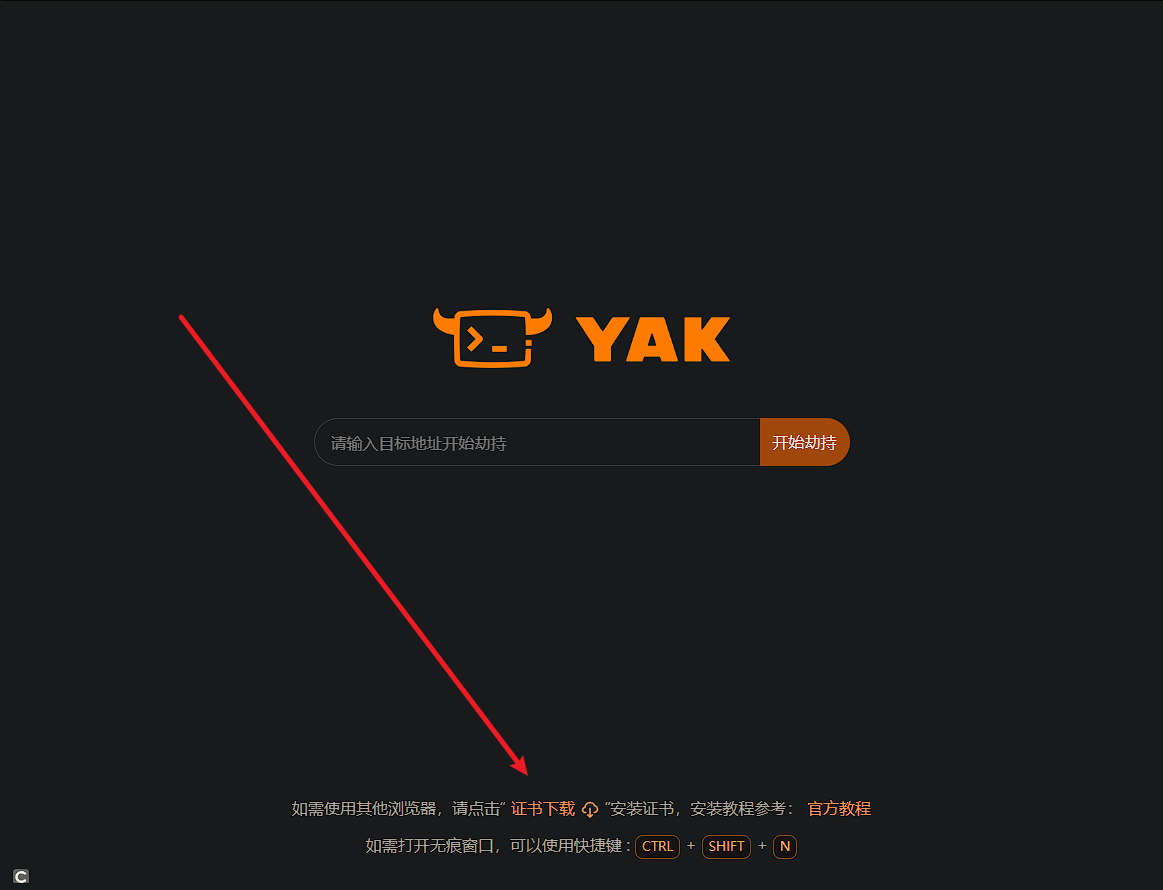 YAK
请输入目标地址开始劫持
开始劫持
如需使用其他浏览器，请点击“证书下载”安装证书，安装教程参考： 官方教程
如需打开无痕窗口，可以使用快捷键： CTRL + SHIFT + N
C